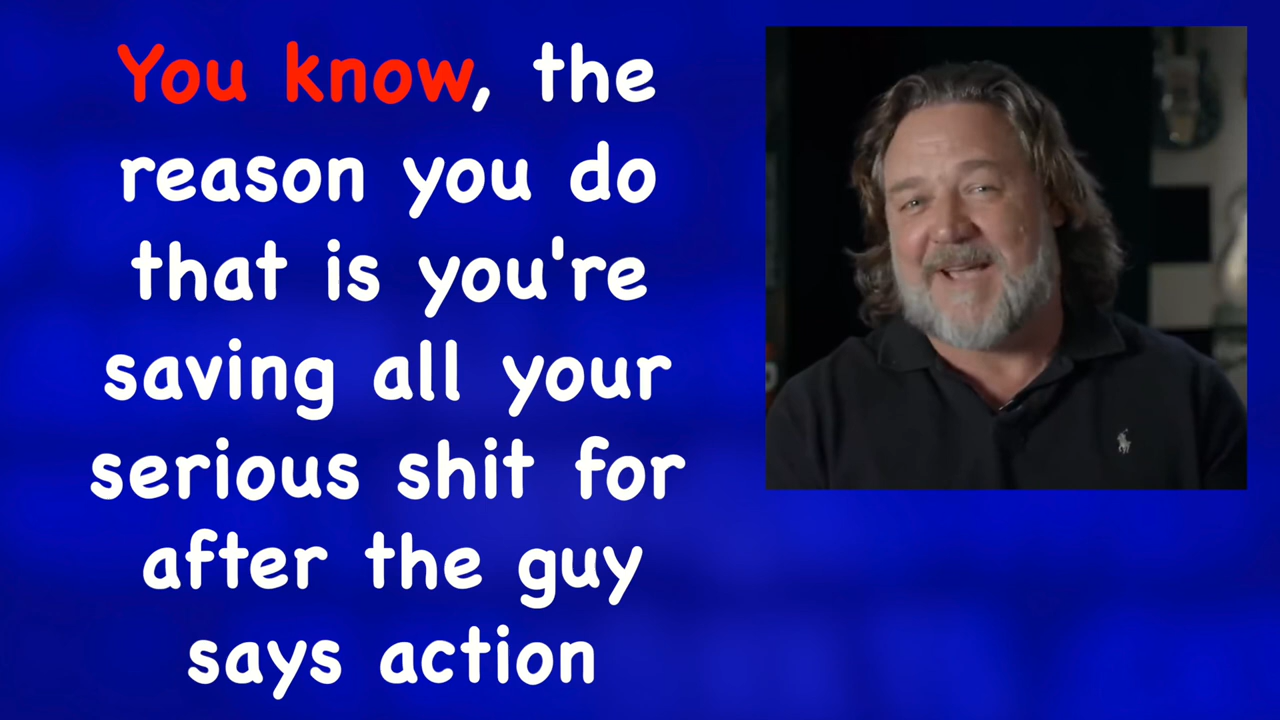 You know, the
reason you do
that is you're
saving all your
serious shit for
after the guy
says action